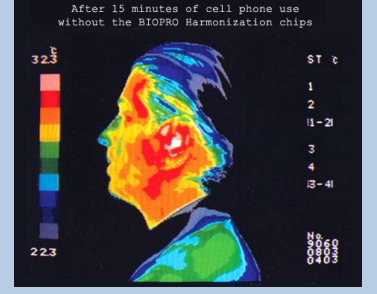 After 15 minutes of cell phone use
without the BIOPRO Harmonization chips
°C
32.3
22.3
ST °C
1
2
|1-2|
3
4
|3-4|
No.
9060
0803
0403